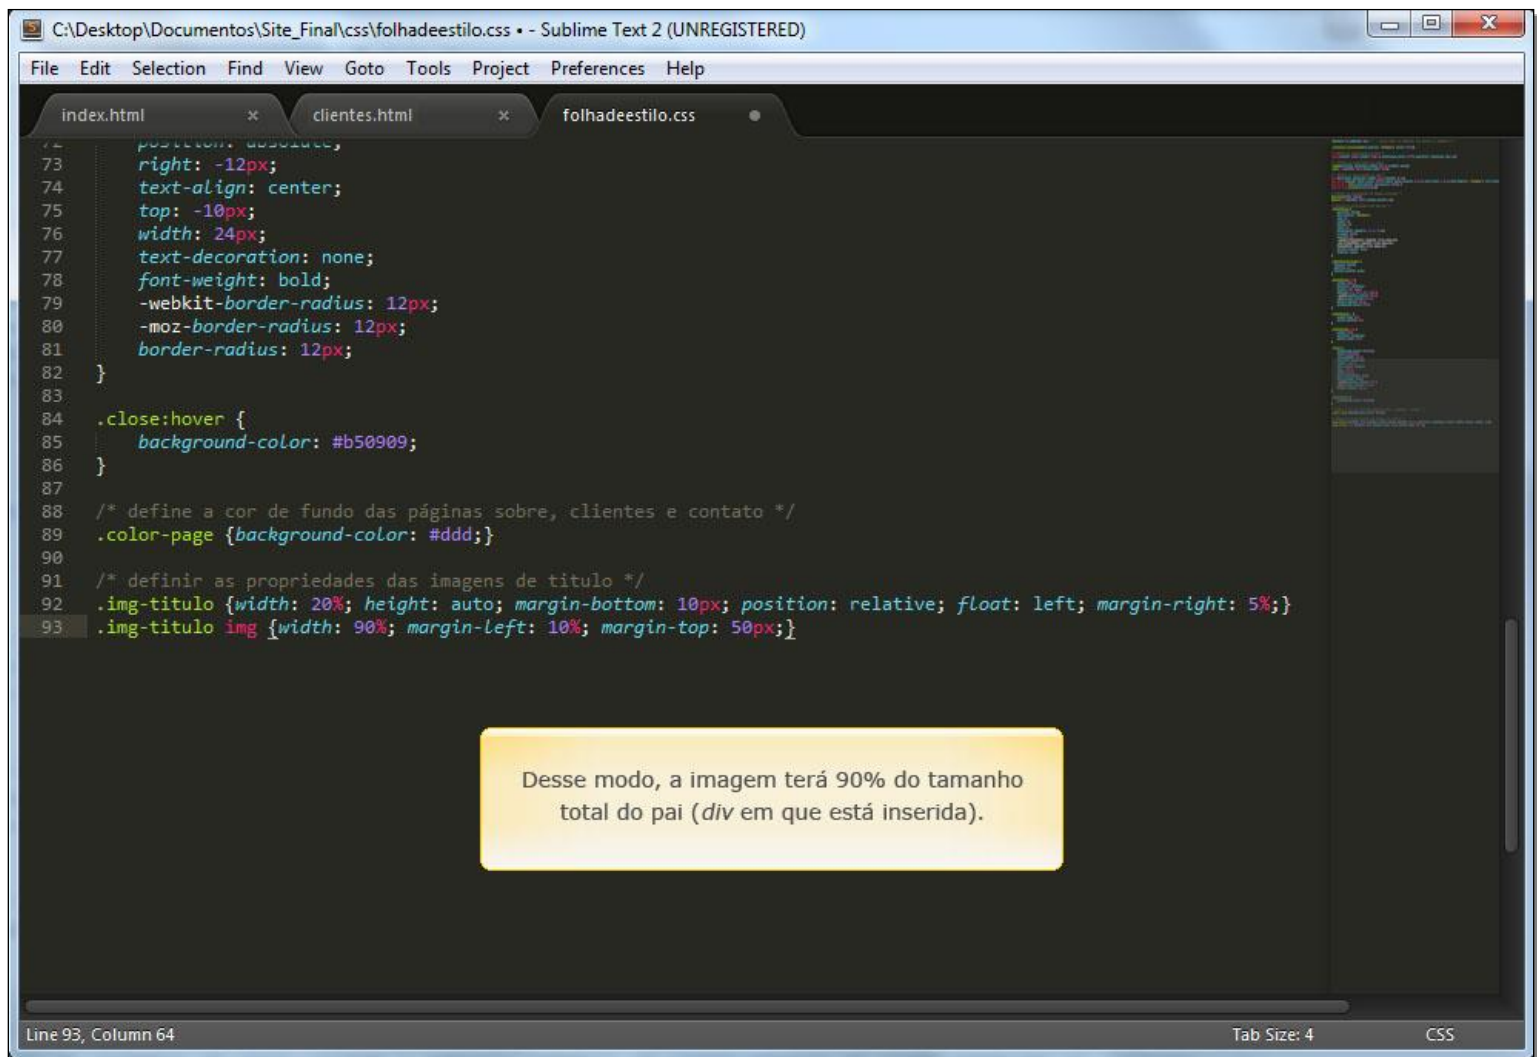 C:\Desktop\Documentos\Site_Final\css\folhadeestilo.css • - Sublime Text 2 (UNREGISTERED)
File Edit Selection Find View Goto Tools Project Preferences Help
index.html × clientes.html × folhadeestilo.css ●
72 position: absolute;
73 right: -12px;
74 text-align: center;
75 top: -10px;
76 width: 24px;
77 text-decoration: none;
78 font-weight: bold;
79 -webkit-border-radius: 12px;
80 -moz-border-radius: 12px;
81 border-radius: 12px;
82 }
83
84 .close:hover {
85 background-color: #b50909;
86 }
87
88 /* define a cor de fundo das páginas sobre, clientes e contato */
89 .color-page {background-color: #ddd;}
90
91 /* definir as propriedades das imagens de titulo */
92 .img-titulo {width: 20%; height: auto; margin-bottom: 10px; position: relative; float: left; margin-right: 5%;}
93 .img-titulo img {width: 90%; margin-left: 10%; margin-top: 50px;}
Desse modo, a imagem terá 90% do tamanho
total do pai (div em que está inserida).
Line 93, Column 64 Tab Size: 4 CSS